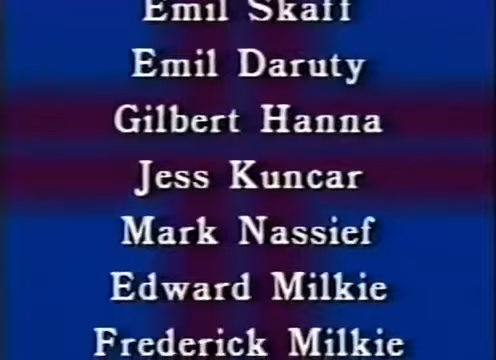 Emil Skaff
Emil Daruty
Gilbert Hanna
Jess Kuncar
Mark Nassief
Edward Milkie
Frederick Milkie